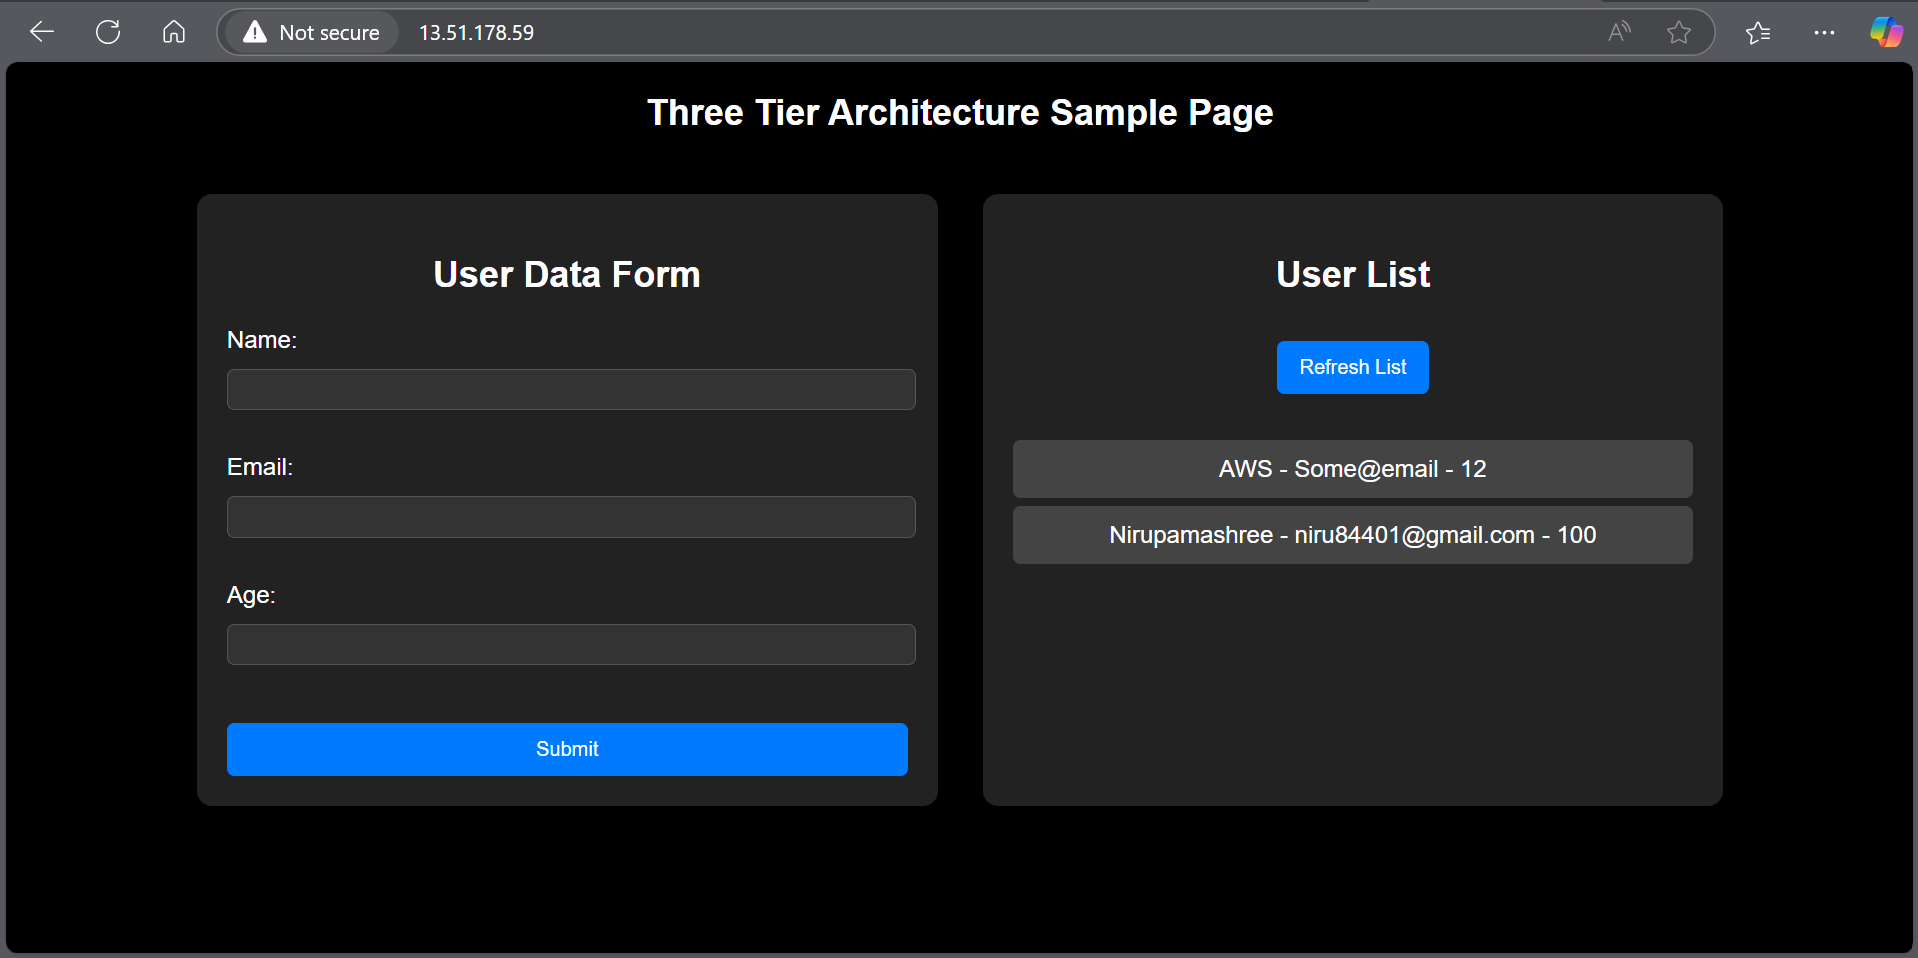 Not secure 13.51.178.59
Three Tier Architecture Sample Page
User Data Form
Name:
Email:
Age:
Submit
User List
Refresh List
AWS - Some@email - 12
Nirupamashree - niru84401@gmail.com - 100